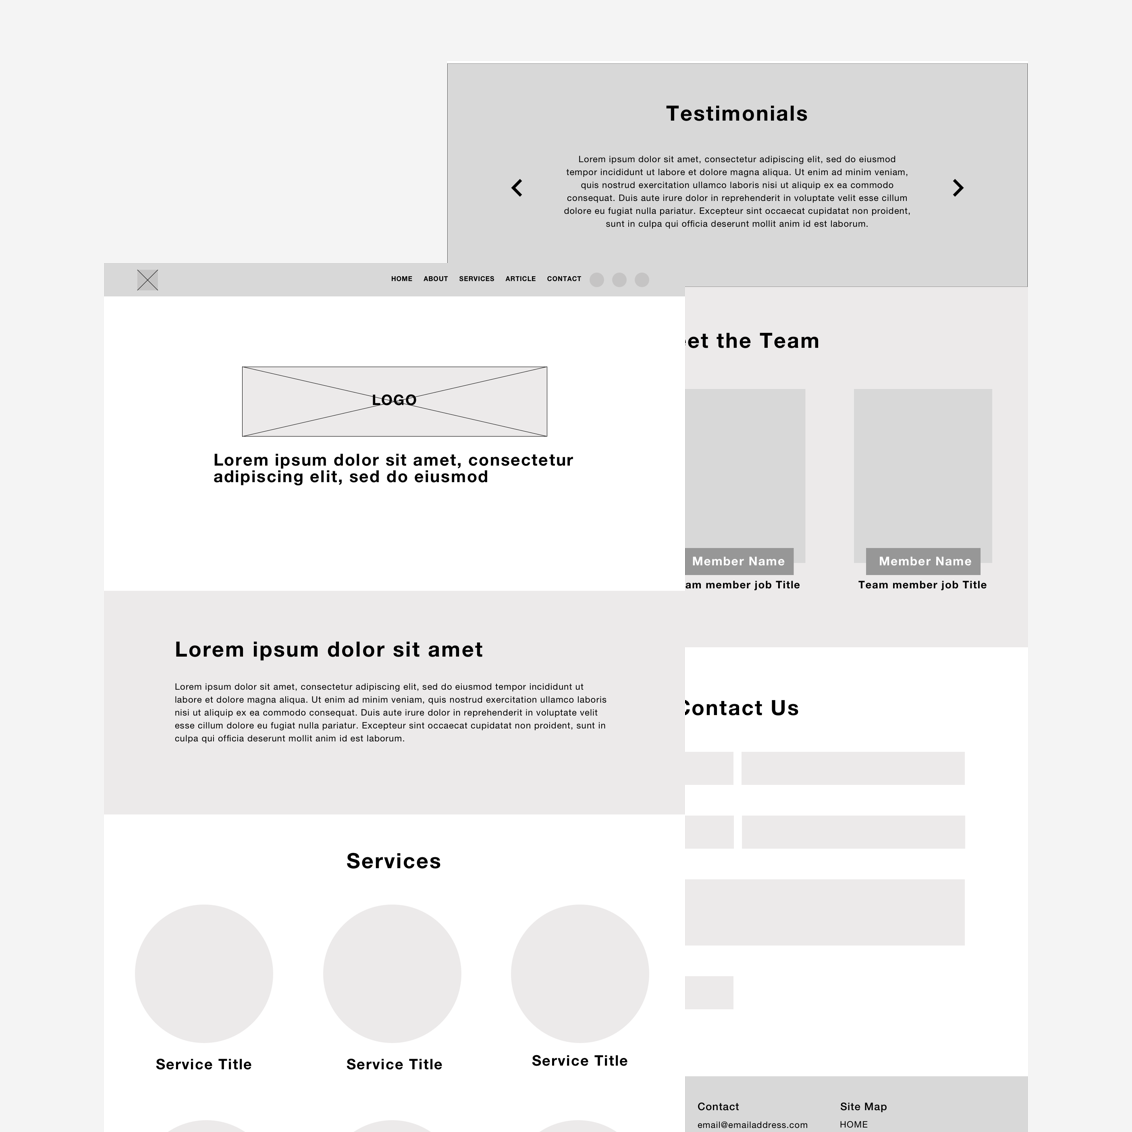 Testimonials
Lorem ipsum dolor sit amet, consectetur adipiscing elit, sed do eiusmod
tempor incididunt ut labore et dolore magna aliqua. Ut enim ad minim veniam,
quis nostrud exercitation ullamco laboris nisi ut aliquip ex ea commodo
consequat. Duis aute irure dolor in reprehenderit in voluptate velit esse cillum
dolore eu fugiat nulla pariatur. Excepteur sint occaecat cupidatat non proident,
sunt in culpa qui officia deserunt mollit anim id est laborum.
HOME ABOUT SERVICES ARTICLE CONTACT
LOGO
Lorem ipsum dolor sit amet, consectetur
adipiscing elit, sed do eiusmod
Lorem ipsum dolor sit amet
Lorem ipsum dolor sit amet, consectetur adipiscing elit, sed do eiusmod tempor incididunt ut
labore et dolore magna aliqua. Ut enim ad minim veniam, quis nostrud exercitation ullamco laboris
nisi ut aliquip ex ea commodo consequat. Duis aute irure dolor in reprehenderit in voluptate velit
esse cillum dolore eu fugiat nulla pariatur. Excepteur sint occaecat cupidatat non proident, sunt in
culpa qui officia deserunt mollit anim id est laborum.
Services
Service Title Service Title Service Title
et the Team
Member Name Member Name
am member job Title Team member job Title
Contact Us
Contact Site Map
email@emailaddress.com HOME